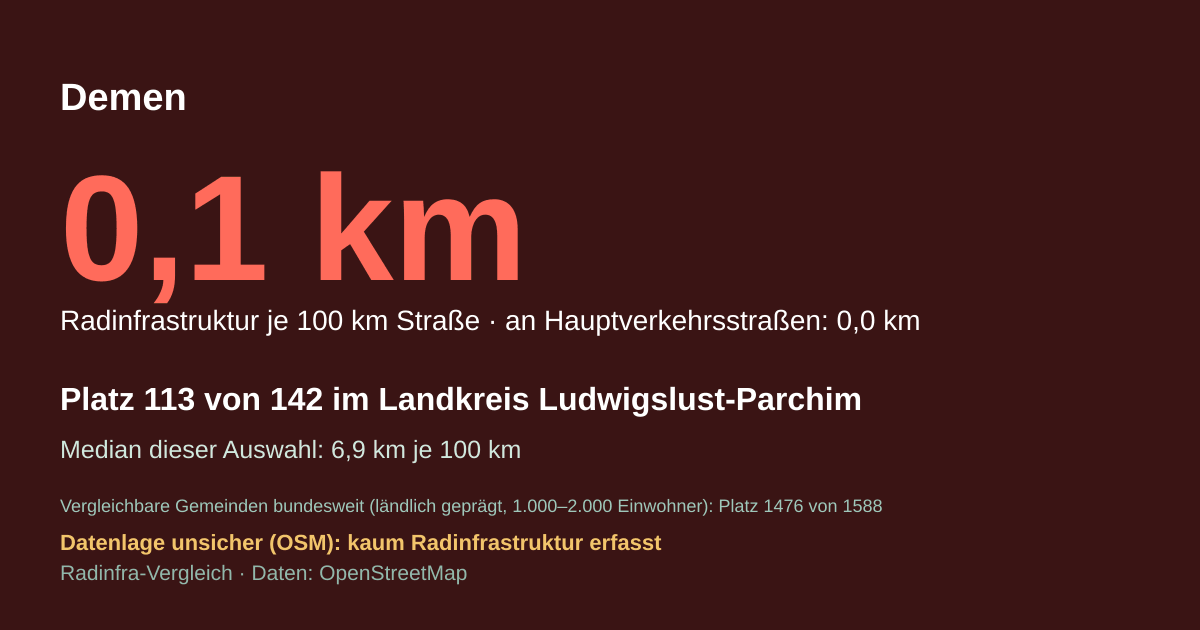 Demen
0,1 km
Radinfrastruktur je 100 km Straße · an Hauptverkehrsstraßen: 0,0 km
Platz 113 von 142 im Landkreis Ludwigslust-Parchim
Median dieser Auswahl: 6,9 km je 100 km
Vergleichbare Gemeinden bundesweit (ländlich geprägt, 1.000–2.000 Einwohner): Platz 1476 von 1588
Datenlage unsicher (OSM): kaum Radinfrastruktur erfasst
Radinfra-Vergleich · Daten: OpenStreetMap